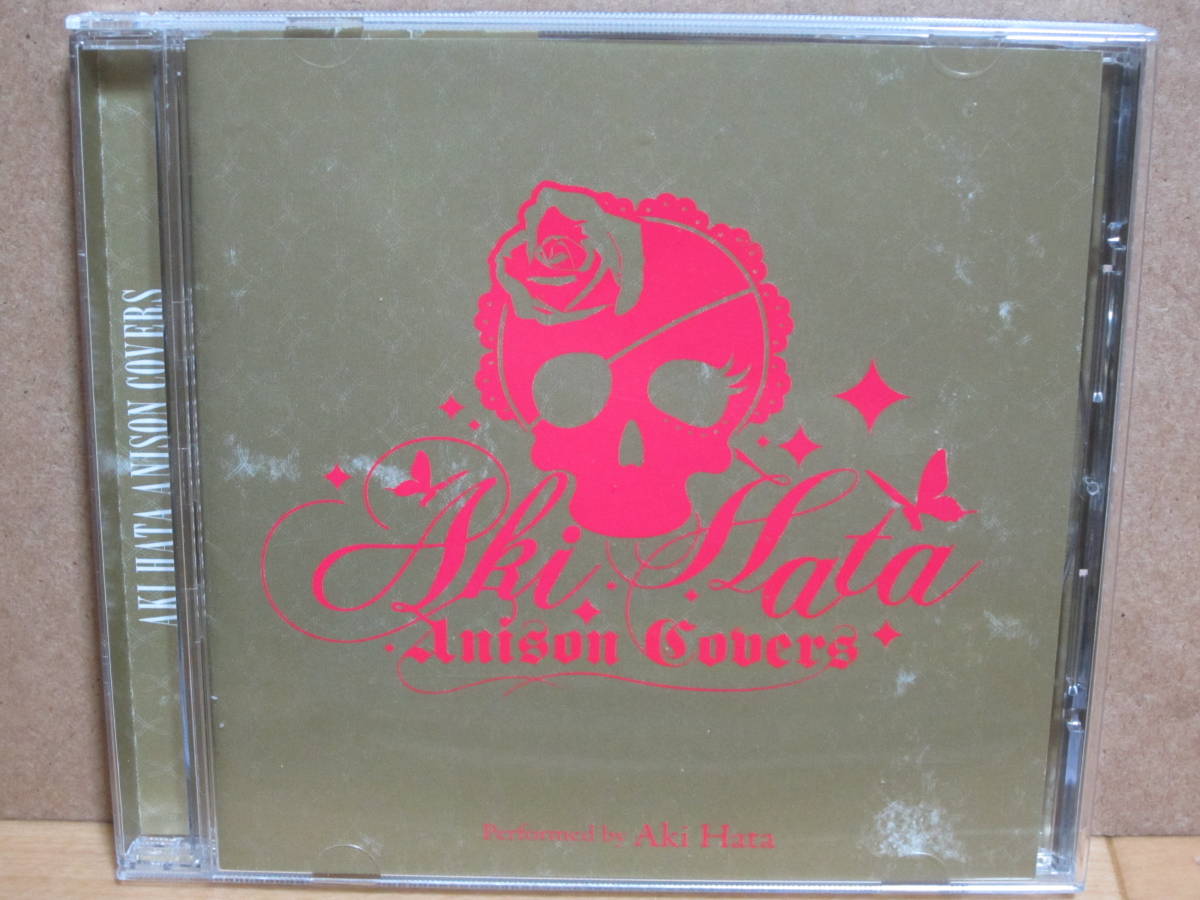 AKI HATA ANISON COVERS
Aki Hata
Anison Covers
Performed by Aki Hata